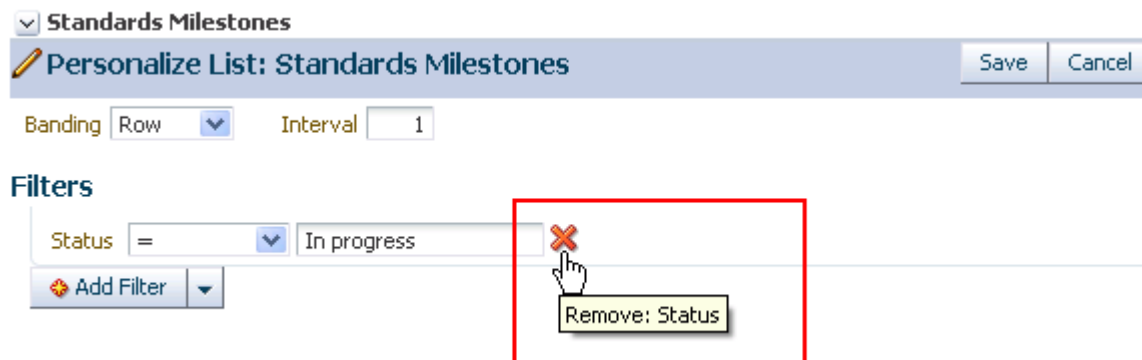 Standards Milestones
Personalize List: Standards Milestones Save Cancel
Banding Row Interval 1
Filters
Status = In progress
Add Filter
Remove: Status